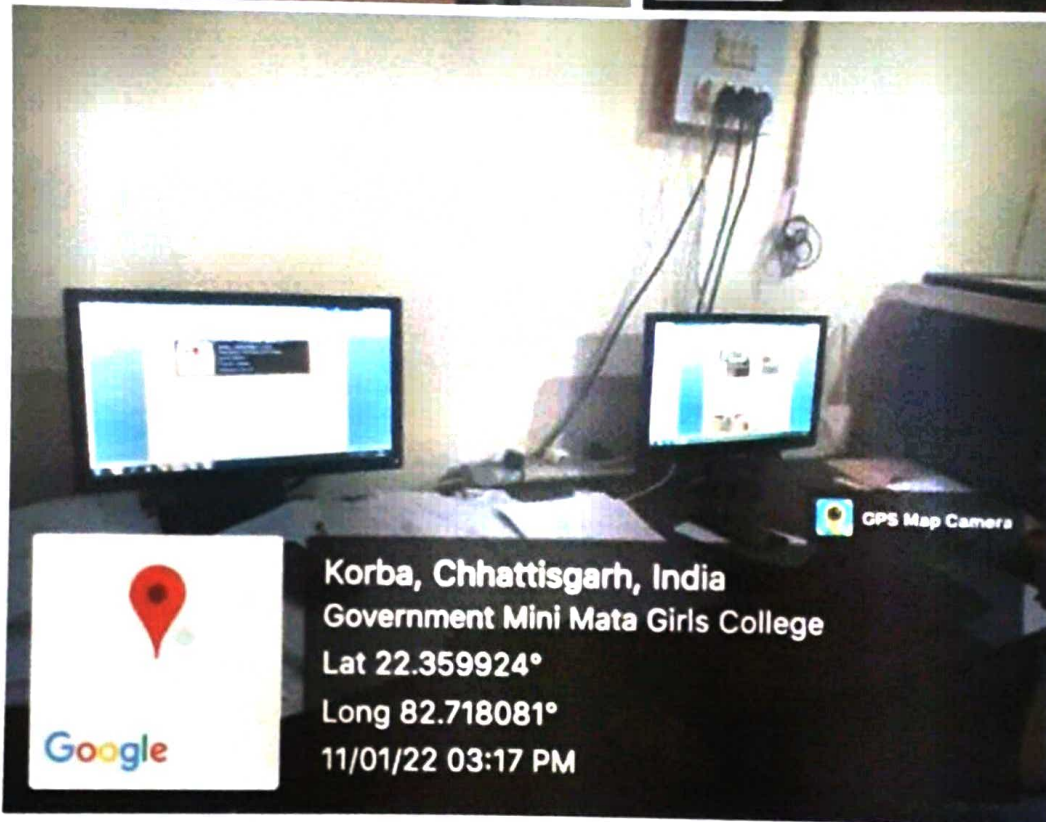 GPS Map Camera
Korba, Chhattisgarh, India
Government Mini Mata Girls College
Lat 22.359924°
Long 82.718081°
11/01/22 03:17 PM
Google